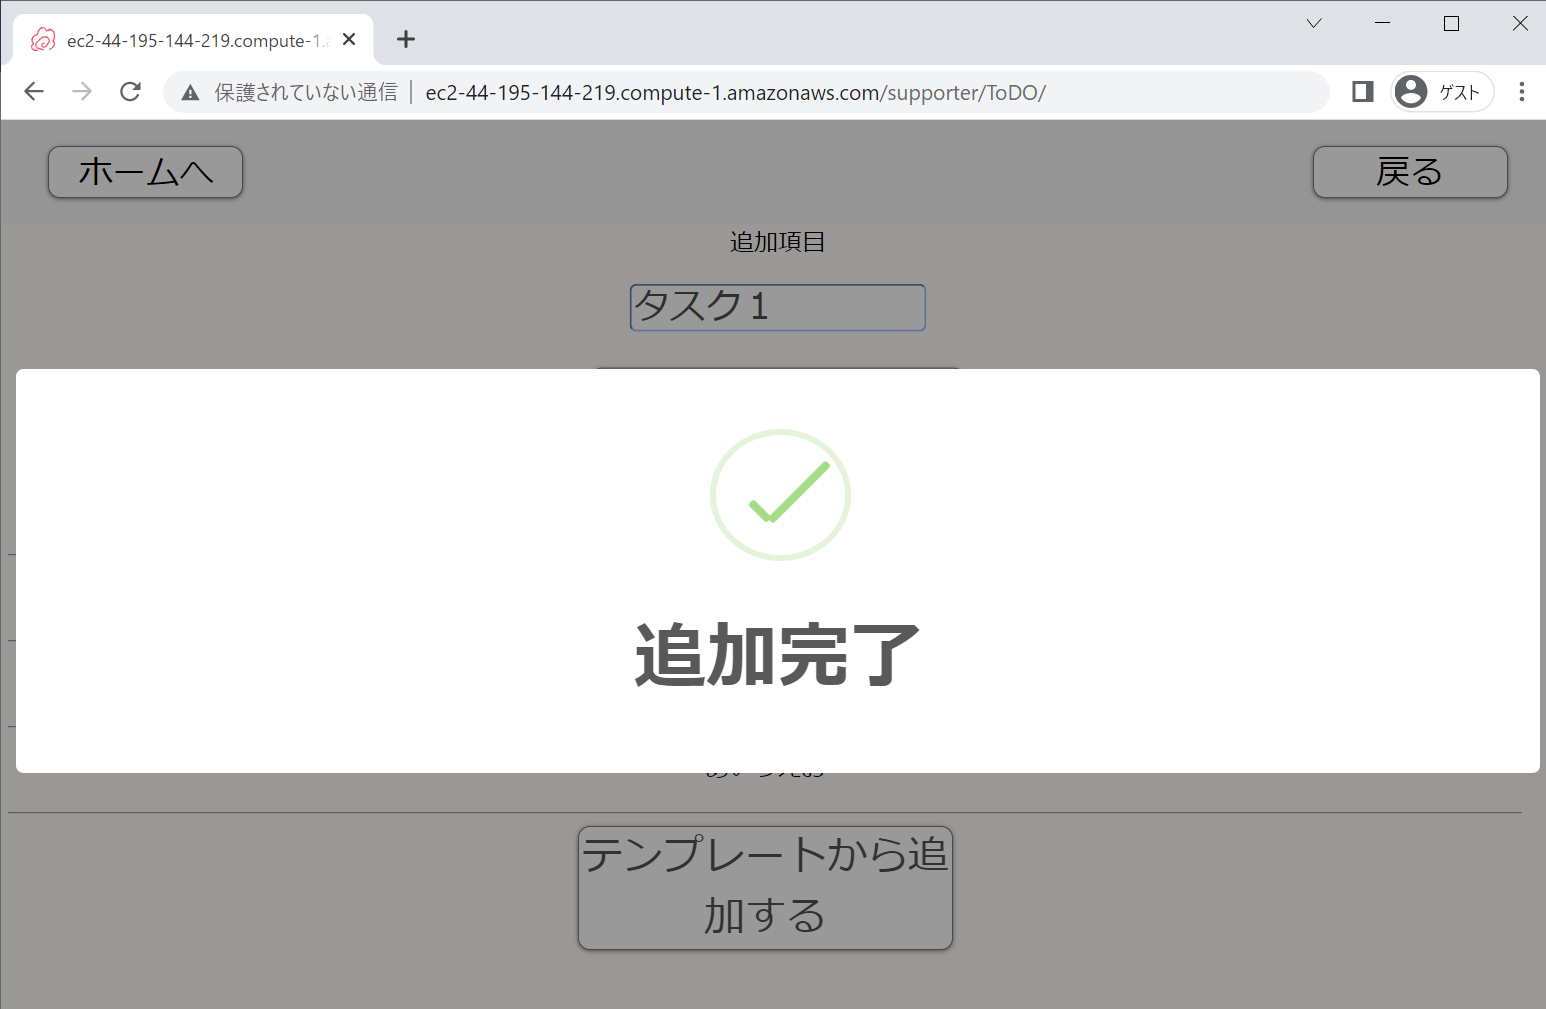 ec2-44-195-144-219.compute-1.
保護されていない通信 ec2-44-195-144-219.compute-1.amazonaws.com/supporter/ToDO/
ゲスト
ホームへ
戻る
追加項目
タスク１
追加完了
テンプレートから追
加する